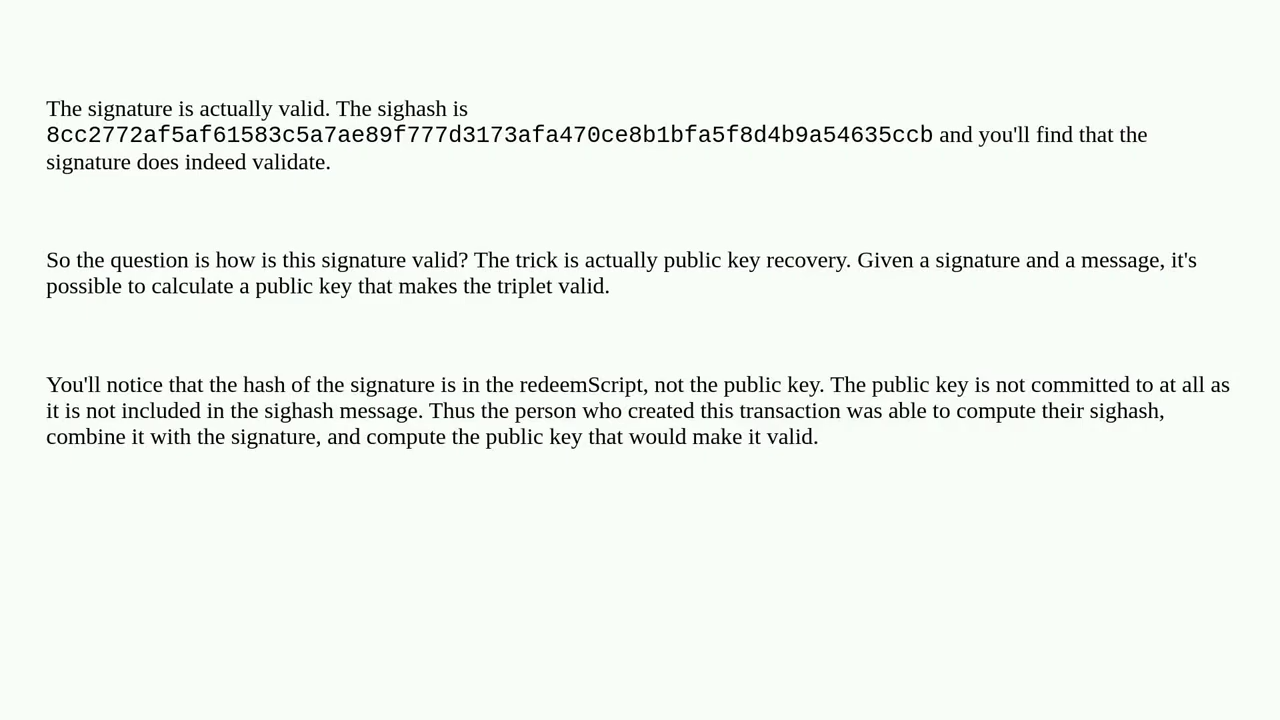 The signature is actually valid. The sighash is
8cc2772af5af61583c5a7ae89f777d3173afa470ce8b1bfa5f8d4b9a54635ccb and you'll find that the
signature does indeed validate.
So the question is how is this signature valid? The trick is actually public key recovery. Given a signature and a message, it's
possible to calculate a public key that makes the triplet valid.
You'll notice that the hash of the signature is in the redeemScript, not the public key. The public key is not committed to at all as
it is not included in the sighash message. Thus the person who created this transaction was able to compute their sighash,
combine it with the signature, and compute the public key that would make it valid.